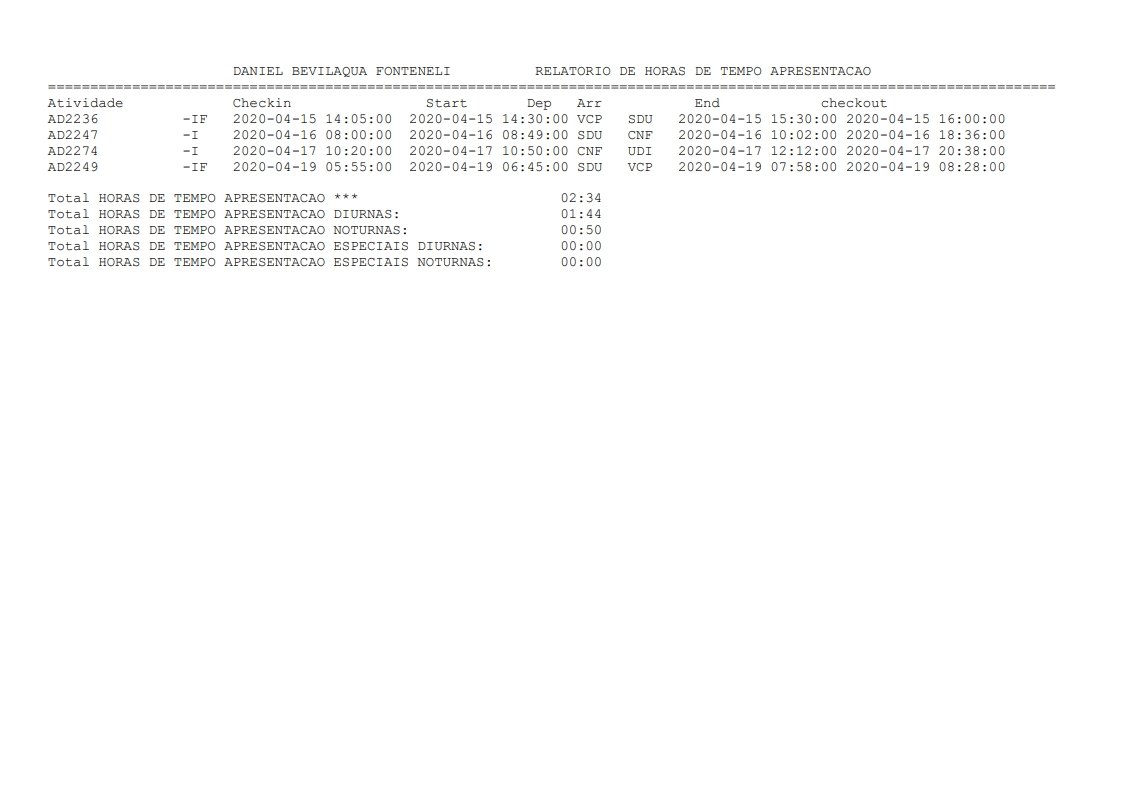 DANIEL BEVILAQUA FONTENELI RELATORIO DE HORAS DE TEMPO APRESENTACAO
========================================================================================================================
Atividade Checkin Start Dep Arr End checkout
AD2236 -IF 2020-04-15 14:05:00 2020-04-15 14:30:00 VCP SDU 2020-04-15 15:30:00 2020-04-15 16:00:00
AD2247 -I 2020-04-16 08:00:00 2020-04-16 08:49:00 SDU CNF 2020-04-16 10:02:00 2020-04-16 18:36:00
AD2274 -I 2020-04-17 10:20:00 2020-04-17 10:50:00 CNF UDI 2020-04-17 12:12:00 2020-04-17 20:38:00
AD2249 -IF 2020-04-19 05:55:00 2020-04-19 06:45:00 SDU VCP 2020-04-19 07:58:00 2020-04-19 08:28:00
Total HORAS DE TEMPO APRESENTACAO *** 02:34
Total HORAS DE TEMPO APRESENTACAO DIURNAS: 01:44
Total HORAS DE TEMPO APRESENTACAO NOTURNAS: 00:50
Total HORAS DE TEMPO APRESENTACAO ESPECIAIS DIURNAS: 00:00
Total HORAS DE TEMPO APRESENTACAO ESPECIAIS NOTURNAS: 00:00